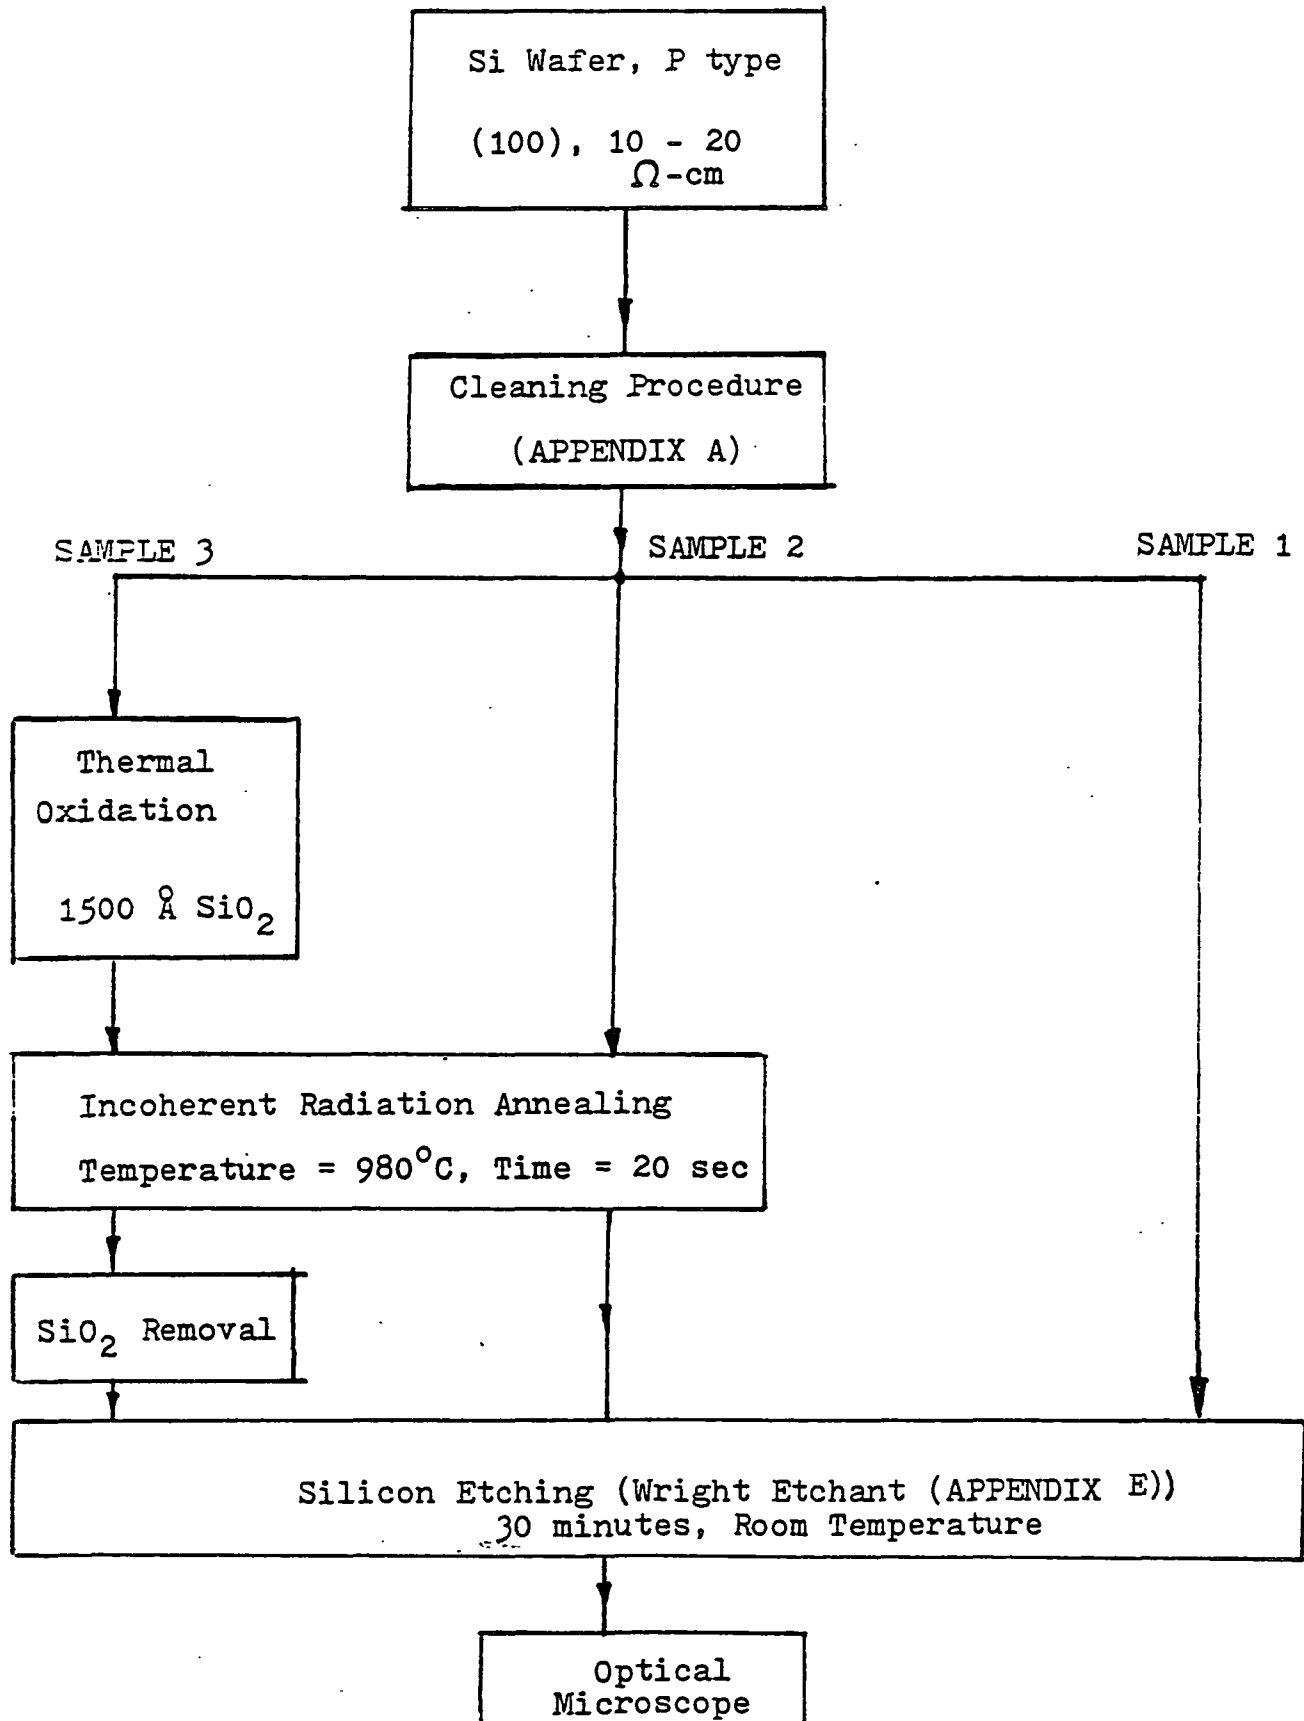 Si Wafer, P type
(100), 10 - 20
Ω-cm
Cleaning Procedure
(APPENDIX A)
SAMPLE 3
SAMPLE 2
SAMPLE 1
Thermal
Oxidation
1500 Å SiO₂
Incoherent Radiation Annealing
Temperature = 980°C, Time = 20 sec
SiO₂ Removal
Silicon Etching (Wright Etchant (APPENDIX E))
30 minutes, Room Temperature
Optical
Microscope